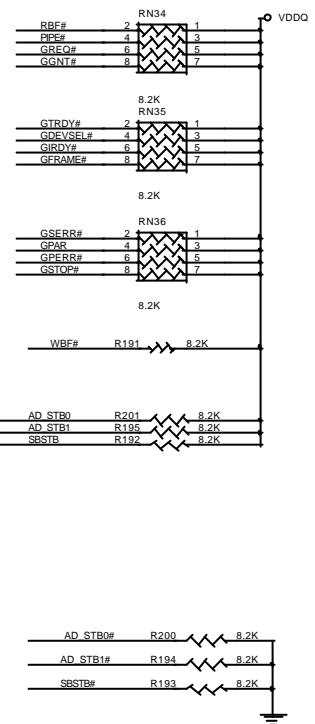 RN34
VDDQ
RBF# 2 1
PIPE# 4 3
GREQ# 6 5
GGNT# 8 7
8.2K
RN35
GTRDY# 2 1
GDEVSEL# 4 3
GIRDY# 6 5
GFRAME# 8 7
8.2K
RN36
GSERR# 2 1
GPAR 4 3
GPERR# 6 5
GSTOP# 8 7
8.2K
WBF# R191 8.2K
AD_STB0 R201 8.2K
AD_STB1 R195 8.2K
SBSTB R192 8.2K
AD_STB0# R200 8.2K
AD_STB1# R194 8.2K
SBSTB# R193 8.2K